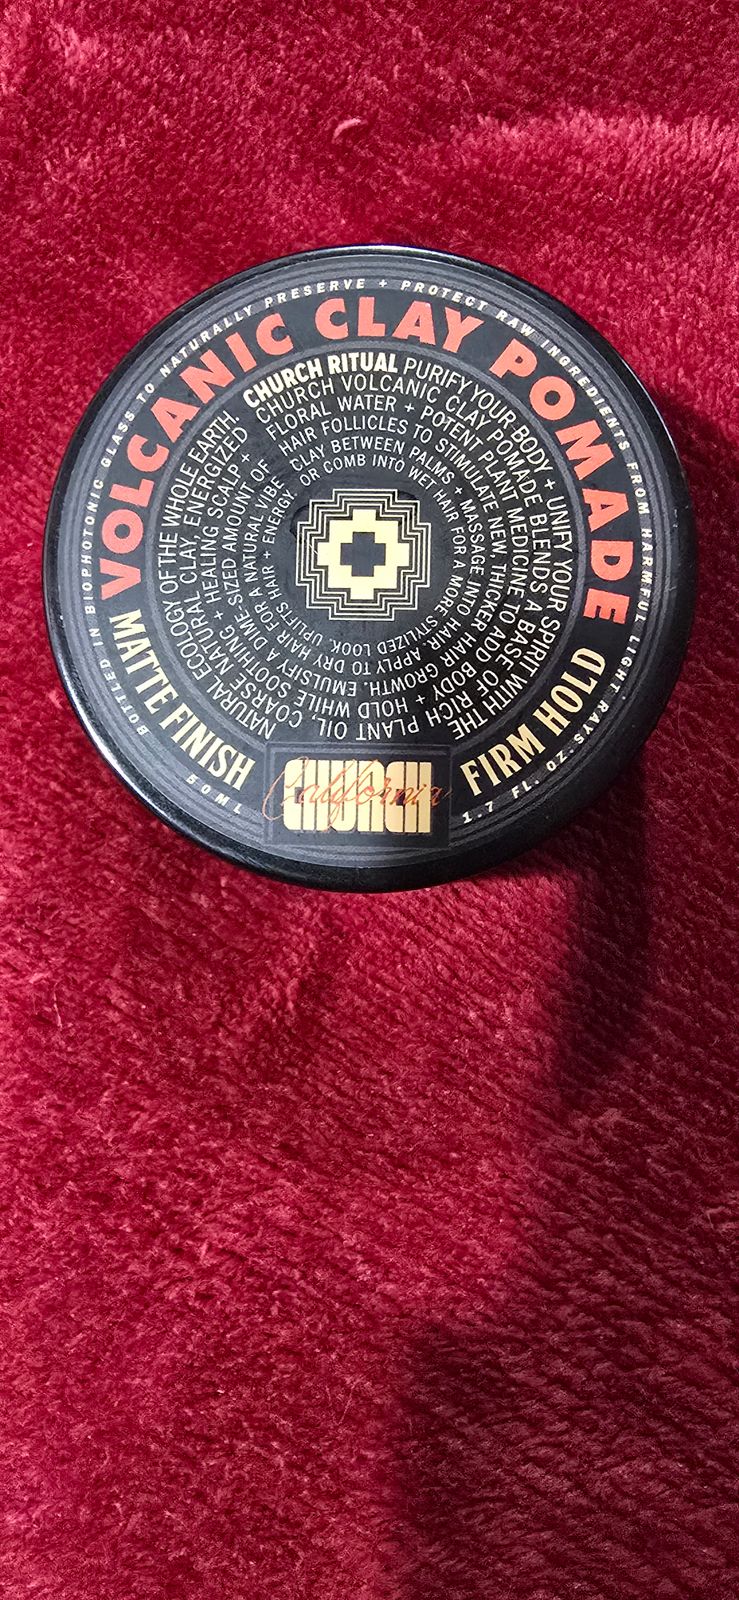 BOTTLED IN BIOPHOTONIC GLASS TO NATURALLY PRESERVE + PROTECT RAW INGREDIENTS FROM HARMFUL LIGHT RAYS.
VOLCANIC CLAY POMADE
CHURCH RITUAL PURIFY YOUR BODY + UNIFY YOUR SPIRIT WITH THE NATURAL ECOLOGY OF THE WHOLE EARTH.
CHURCH VOLCANIC CLAY POMADE BLENDS A BASE OF RICH PLANT OIL, COARSE NATURAL CLAY, ENERGIZED
FLORAL WATER + POTENT PLANT MEDICINE TO ADD BODY + HOLD WHILE SOOTHING + HEALING SCALP +
HAIR FOLLICLES TO STIMULATE NEW, THICKER HAIR GROWTH. EMULSIFY A DIME-SIZED AMOUNT OF
CLAY BETWEEN PALMS + MASSAGE INTO HAIR. APPLY TO DRY HAIR FOR A NATURAL VIBE
OR COMB INTO WET HAIR FOR A MORE STYLIZED LOOK. UPLIFTS HAIR + ENERGY.
MATTE FINISH
FIRM HOLD
50ML
1.7 FL. OZ.
CHURCH
California